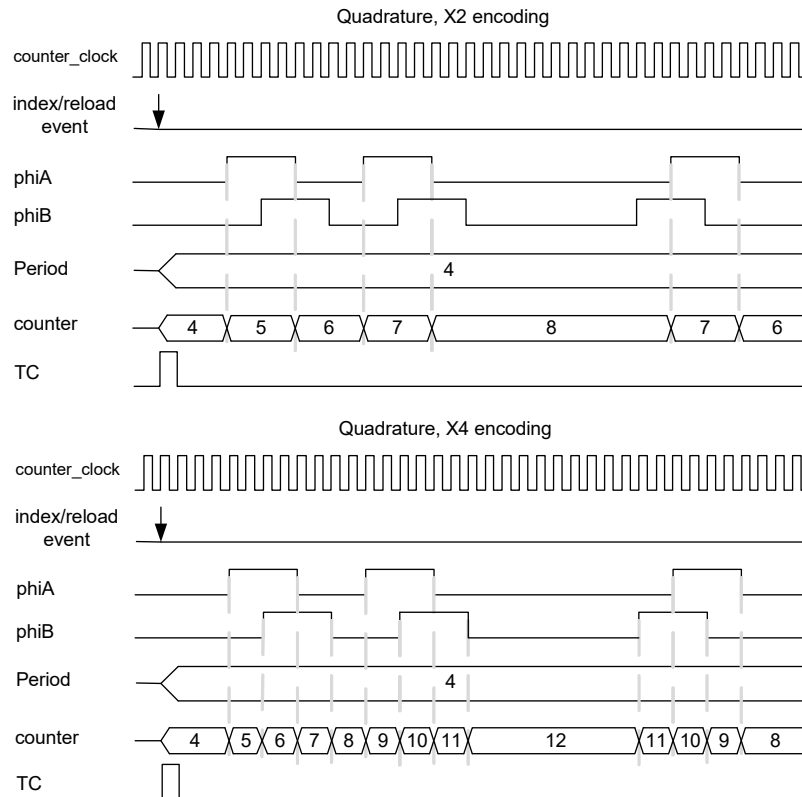 Quadrature, X2 encoding
counter_clock
index/reload
event
phiA
phiB
Period
4
counter
4 5 6 7 8 7 6
TC
Quadrature, X4 encoding
counter_clock
index/reload
event
phiA
phiB
Period
4
counter
4 5 6 7 8 9 10 11 12 11 10 9 8
TC